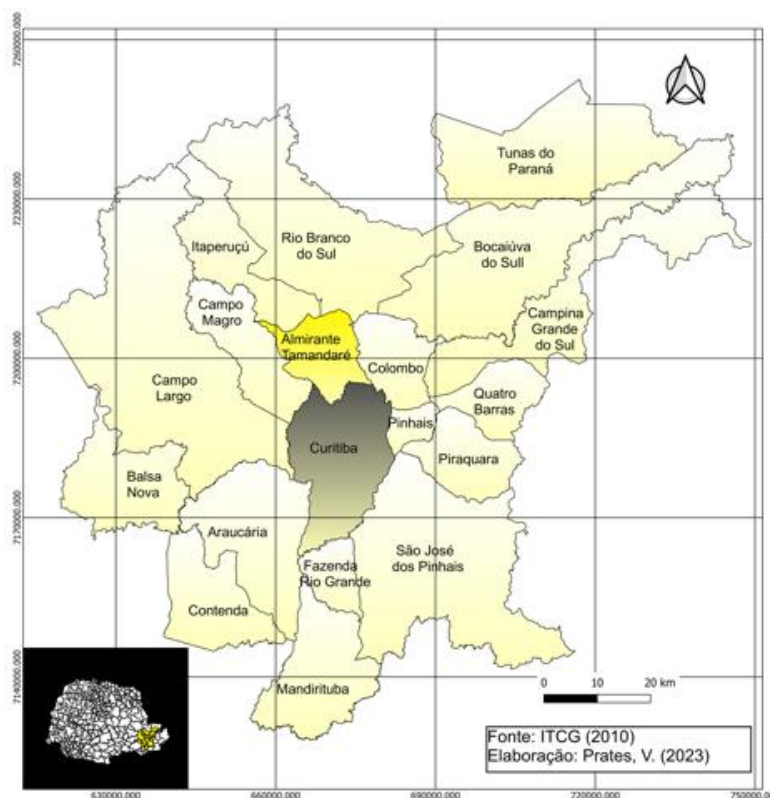 7260000.000
Tunas do
Paraná
7230000.000
Itaperuçú
Rio Branco
do Sul
Bocaiúva
do Sull
Campo
Magro
Almirante
Tamandaré
Campina
Grande
do Sul
7200000.000
Colombo
Campo
Largo
Quatro
Barras
Pinhais
Curitiba
Piraquara
Balsa
Nova
7170000.000
Araucária
Fazenda
Rio Grande
São José
dos Pinhais
Contenda
7140000.000
Mandirituba
0 10 20 km
Fonte: ITCG (2010)
Elaboração: Prates, V. (2023)
630000.000 660000.000 690000.000 720000.000 750000.0